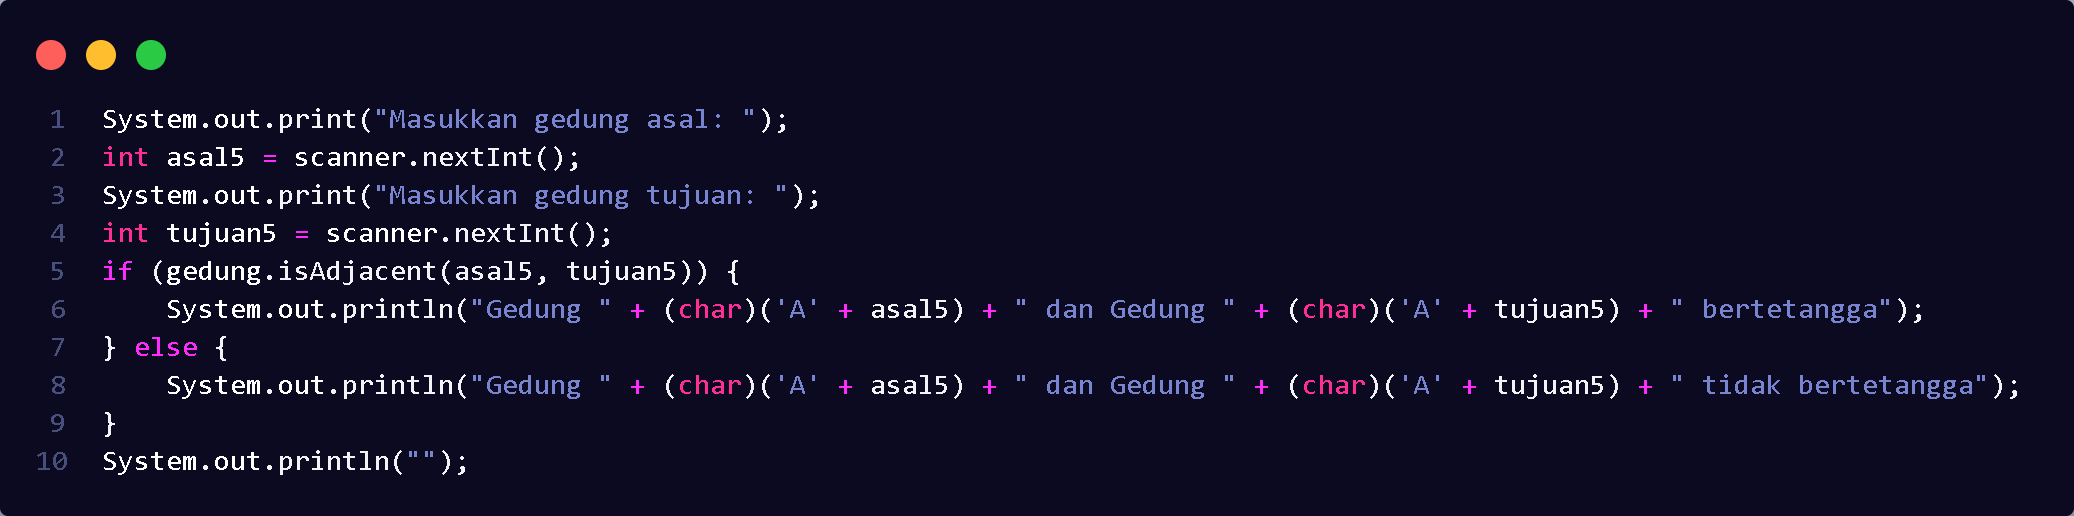 1 System.out.print("Masukkan gedung asal: ");
2 int asal5 = scanner.nextInt();
3 System.out.print("Masukkan gedung tujuan: ");
4 int tujuan5 = scanner.nextInt();
5 if (gedung.isAdjacent(asal5, tujuan5)) {
6     System.out.println("Gedung " + (char)('A' + asal5) + " dan Gedung " + (char)('A' + tujuan5) + " bertetangga");
7 } else {
8     System.out.println("Gedung " + (char)('A' + asal5) + " dan Gedung " + (char)('A' + tujuan5) + " tidak bertetangga");
9 }
10 System.out.println("");